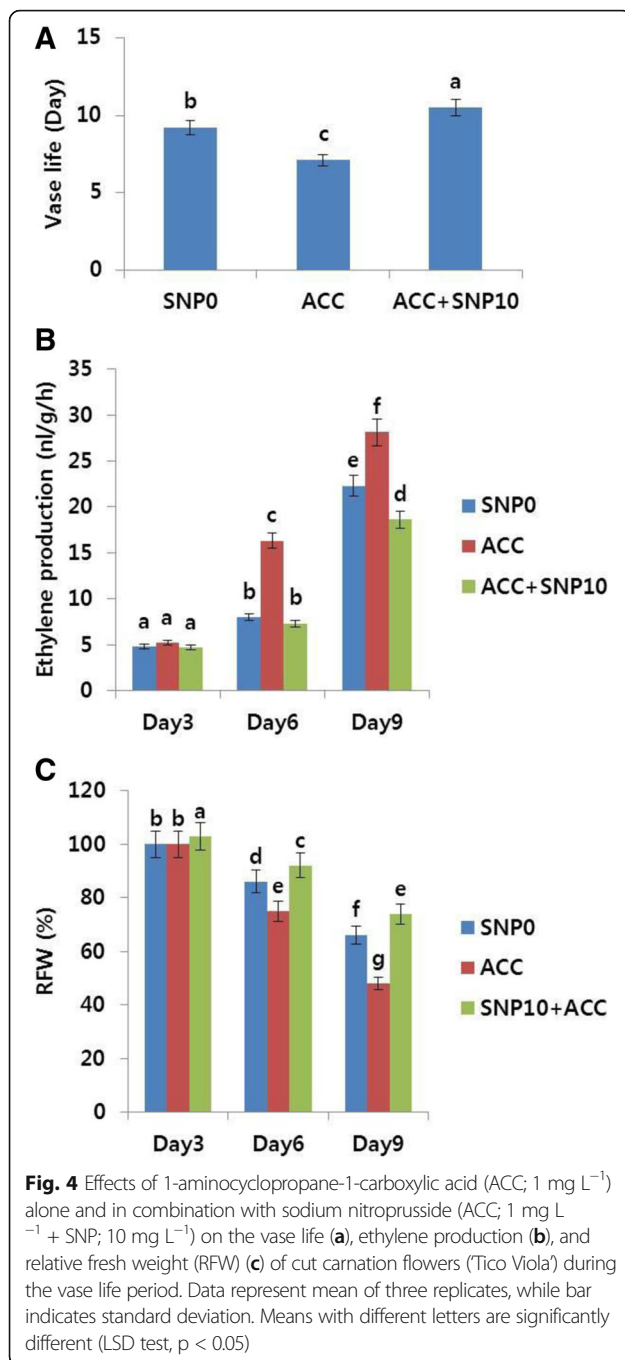 A
Vase life (Day)
15
10
5
0
b
c
a
SNP0 ACC ACC+SNP10
B
Ethylene production (nl/g/h)
35
30
25
20
15
10
5
0
a a a
b c b
e f d
Day3 Day6 Day9
SNP0
ACC
ACC+SNP10
C
RFW (%)
120
100
80
60
40
20
0
b b a
d e c
f g e
Day3 Day6 Day9
SNP0
ACC
SNP10+ACC
Fig. 4 Effects of 1-aminocyclopropane-1-carboxylic acid (ACC; 1 mg L−1)
alone and in combination with sodium nitroprusside (ACC; 1 mg L
−1 + SNP; 10 mg L−1) on the vase life (a), ethylene production (b), and
relative fresh weight (RFW) (c) of cut carnation flowers (‘Tico Viola’) during
the vase life period. Data represent mean of three replicates, while bar
indicates standard deviation. Means with different letters are significantly
different (LSD test, p < 0.05)